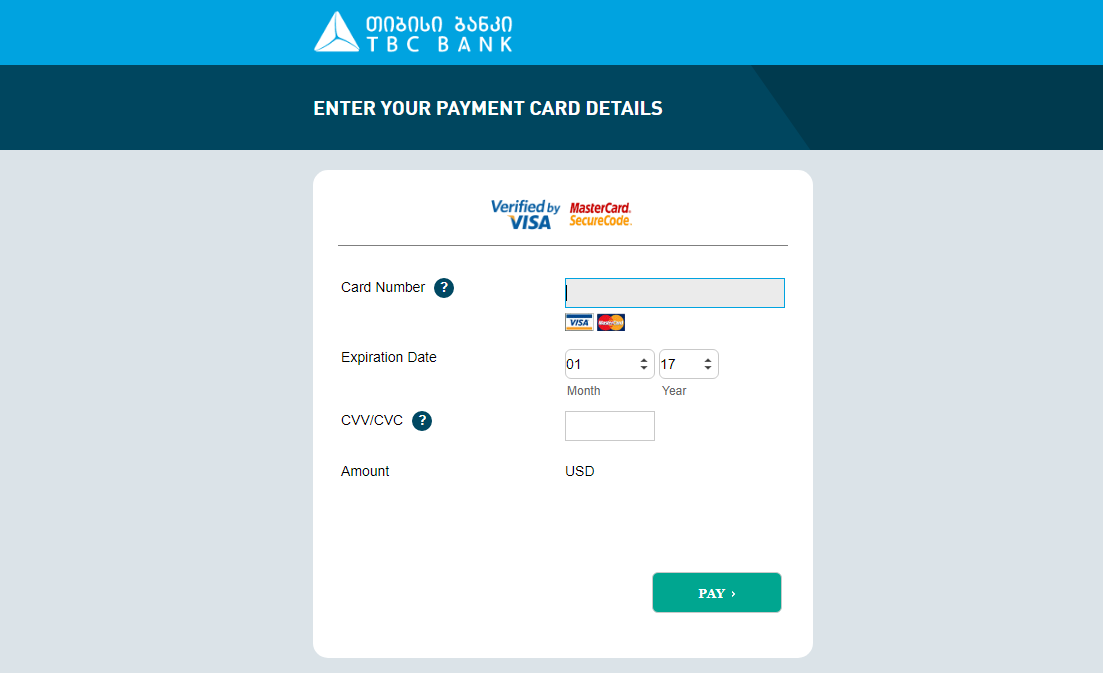 თიბისი ბანკი
TBC BANK
ENTER YOUR PAYMENT CARD DETAILS
Verified by VISA
MasterCard. SecureCode.
Card Number ?
VISA MasterCard
Expiration Date 01 17
Month Year
CVV/CVC ?
Amount USD
PAY ›